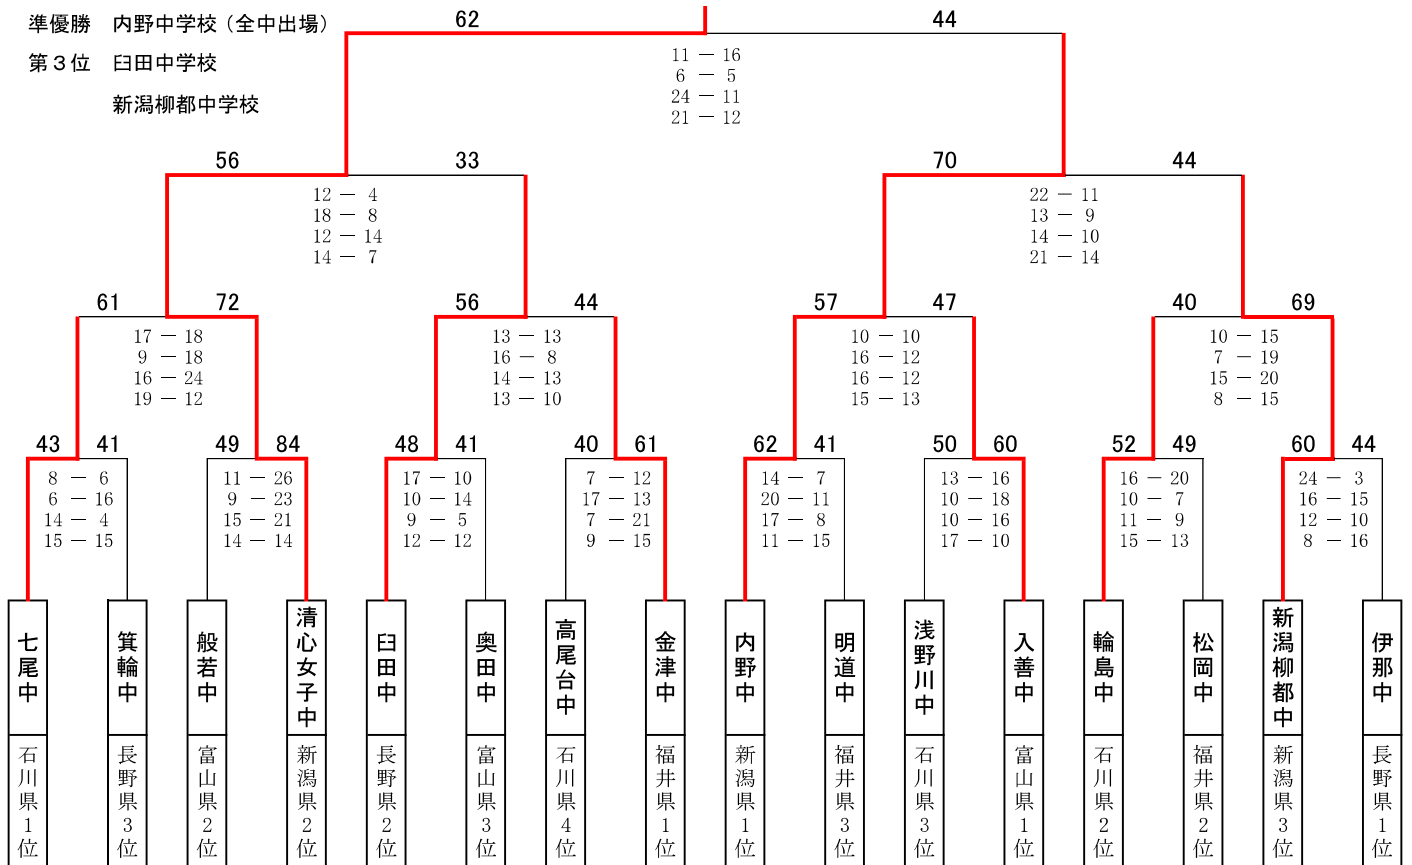 準優勝 内野中学校（全中出場）
第３位 臼田中学校
新潟柳都中学校
62 44
11 － 16
6 － 5
24 － 11
21 － 12
56 33 70 44
12 － 4 22 － 11
18 － 8 13 － 9
12 － 14 14 － 10
14 － 7 21 － 14
61 72 56 44 57 47 40 69
17 － 18 13 － 13 10 － 10 10 － 15
9 － 18 16 － 8 16 － 12 7 － 19
16 － 24 14 － 13 16 － 12 15 － 20
19 － 12 13 － 10 15 － 13 8 － 15
43 41 49 84 48 41 40 61 62 41 50 60 52 49 60 44
8 － 6 11 － 26 17 － 10 7 － 12 14 － 7 13 － 16 16 － 20 24 － 3
6 － 16 9 － 23 10 － 14 17 － 13 20 － 11 10 － 18 10 － 7 16 － 15
14 － 4 15 － 21 9 － 5 7 － 21 17 － 8 10 － 16 11 － 9 12 － 10
15 － 15 14 － 14 12 － 12 9 － 15 11 － 15 17 － 10 15 － 13 8 － 16
七尾中
石川県1位
箕輪中
長野県3位
般若中
富山県2位
清心女子中
新潟県2位
臼田中
長野県2位
奥田中
富山県3位
高尾台中
石川県4位
金津中
福井県1位
内野中
新潟県1位
明道中
福井県3位
浅野川中
石川県3位
入善中
富山県1位
輪島中
石川県2位
松岡中
福井県2位
新潟柳都中
新潟県3位
伊那中
長野県1位